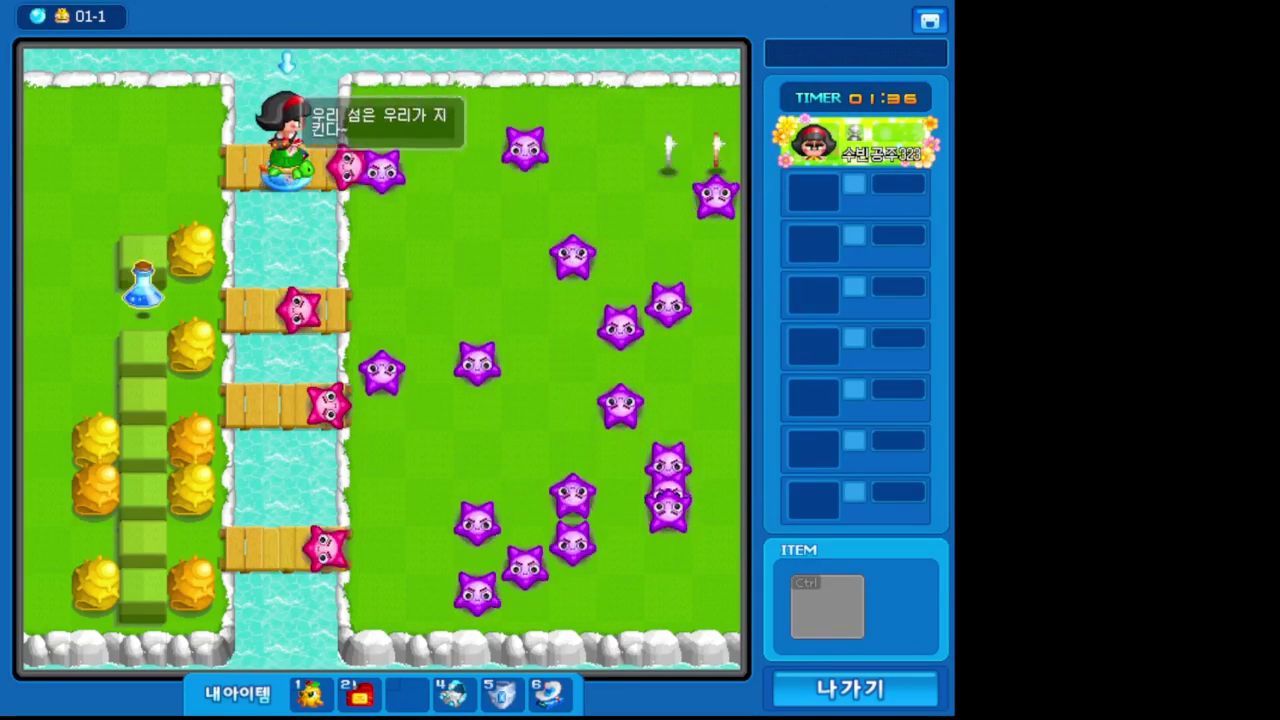 01-1
우리 섬은 우리가 지
킨다~
TIMER 01:36
수빈공주323
ITEM
Ctrl
내아이템
1
2
4
5
6
나가기